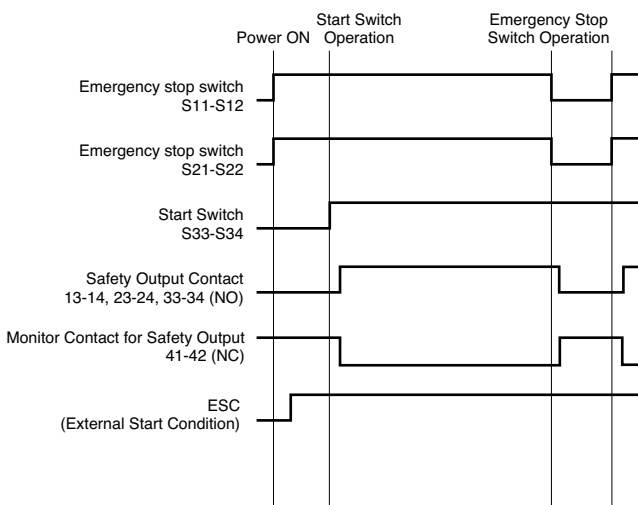 Power ON
Start Switch
Operation
Emergency Stop
Switch Operation
Emergency stop switch
S11-S12
Emergency stop switch
S21-S22
Start Switch
S33-S34
Safety Output Contact
13-14, 23-24, 33-34 (NO)
Monitor Contact for Safety Output
41-42 (NC)
ESC
(External Start Condition)